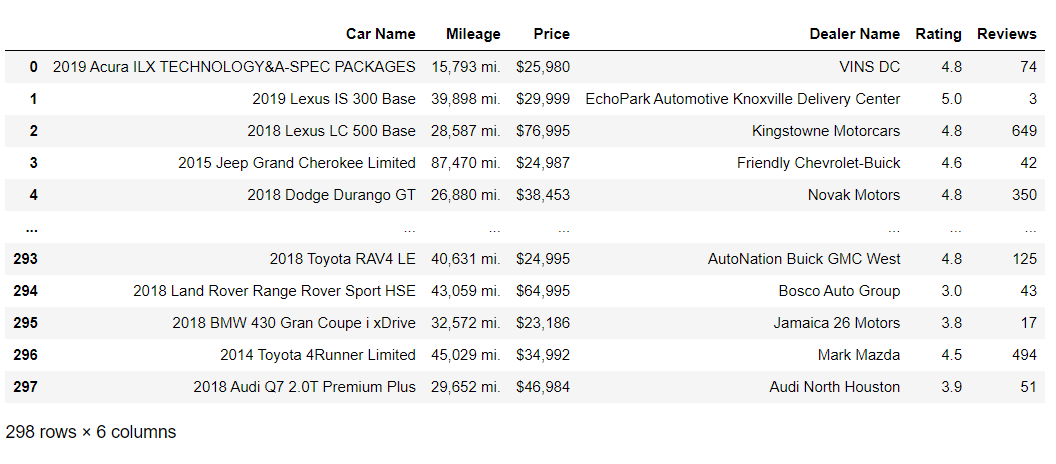 Car Name Mileage Price Dealer Name Rating Reviews
0 2019 Acura ILX TECHNOLOGY&A-SPEC PACKAGES 15,793 mi. $25,980 VINS DC 4.8 74
1 2019 Lexus IS 300 Base 39,898 mi. $29,999 EchoPark Automotive Knoxville Delivery Center 5.0 3
2 2018 Lexus LC 500 Base 28,587 mi. $76,995 Kingstowne Motorcars 4.8 649
3 2015 Jeep Grand Cherokee Limited 87,470 mi. $24,987 Friendly Chevrolet-Buick 4.6 42
4 2018 Dodge Durango GT 26,880 mi. $38,453 Novak Motors 4.8 350
... ... ... ... ... ... ...
293 2018 Toyota RAV4 LE 40,631 mi. $24,995 AutoNation Buick GMC West 4.8 125
294 2018 Land Rover Range Rover Sport HSE 43,059 mi. $64,995 Bosco Auto Group 3.0 43
295 2018 BMW 430 Gran Coupe i xDrive 32,572 mi. $23,186 Jamaica 26 Motors 3.8 17
296 2014 Toyota 4Runner Limited 45,029 mi. $34,992 Mark Mazda 4.5 494
297 2018 Audi Q7 2.0T Premium Plus 29,652 mi. $46,984 Audi North Houston 3.9 51
298 rows × 6 columns